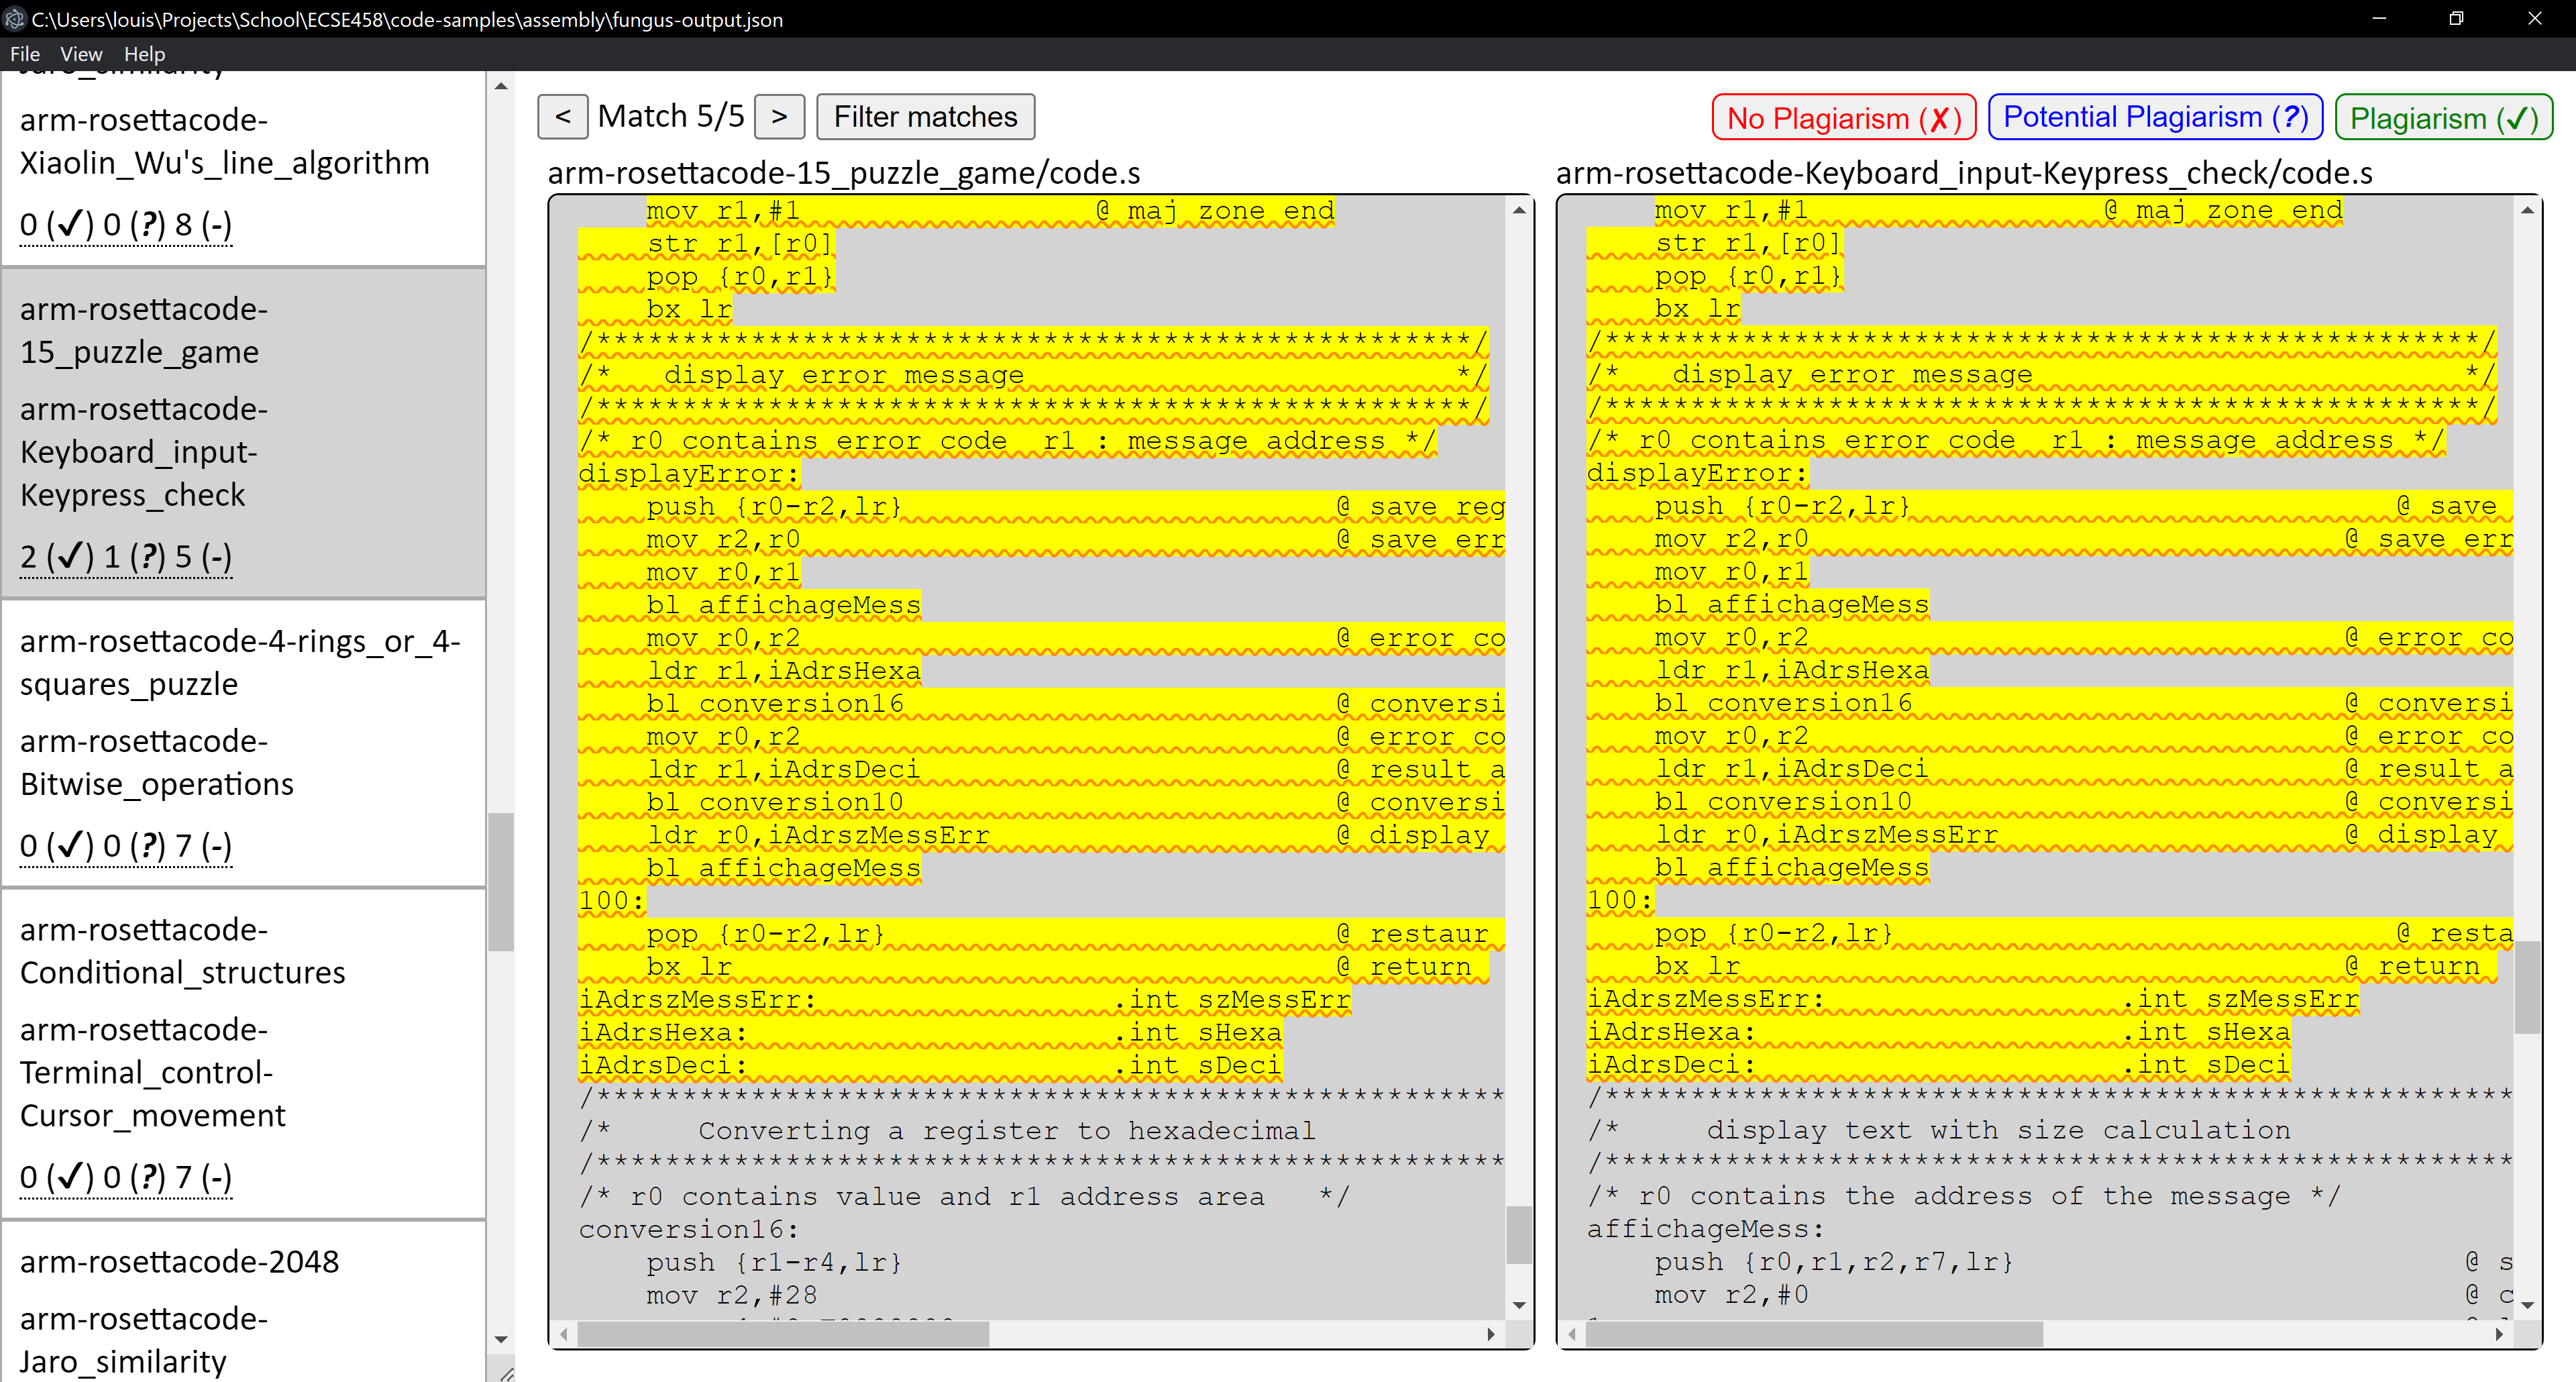 C:\Users\louis\Projects\School\ECSE458\code-samples\assembly\fungus-output.json
File View Help
Jaro_similarity
arm-rosettacode-
Xiaolin_Wu's_line_algorithm
0 (✓) 0 (?) 8 (-)
arm-rosettacode-
15_puzzle_game
arm-rosettacode-
Keyboard_input-
Keypress_check
2 (✓) 1 (?) 5 (-)
arm-rosettacode-4-rings_or_4-
squares_puzzle
arm-rosettacode-
Bitwise_operations
0 (✓) 0 (?) 7 (-)
arm-rosettacode-
Conditional_structures
arm-rosettacode-
Terminal_control-
Cursor_movement
0 (✓) 0 (?) 7 (-)
arm-rosettacode-2048
arm-rosettacode-
Jaro_similarity
< Match 5/5 > Filter matches
No Plagiarism (✗) Potential Plagiarism (?) Plagiarism (✓)
arm-rosettacode-15_puzzle_game/code.s
mov r1,#1 @ maj zone end
str r1,[r0]
pop {r0,r1}
bx lr
/***************************************************/
/*   display error message                         */
/***************************************************/
/* r0 contains error code  r1 : message address */
displayError:
push {r0-r2,lr} @ save reg
mov r2,r0 @ save err
mov r0,r1
bl affichageMess
mov r0,r2 @ error co
ldr r1,iAdrsHexa
bl conversion16 @ conversi
mov r0,r2 @ error co
ldr r1,iAdrsDeci @ result a
bl conversion10 @ conversi
ldr r0,iAdrszMessErr @ display
bl affichageMess
100:
pop {r0-r2,lr} @ restaur
bx lr @ return
iAdrszMessErr: .int szMessErr
iAdrsHexa: .int sHexa
iAdrsDeci: .int sDeci
/*****************************************************
/*     Converting a register to hexadecimal
/*****************************************************
/* r0 contains value and r1 address area   */
conversion16:
push {r1-r4,lr}
mov r2,#28
arm-rosettacode-Keyboard_input-Keypress_check/code.s
mov r1,#1 @ maj zone end
str r1,[r0]
pop {r0,r1}
bx lr
/***************************************************/
/*   display error message                         */
/***************************************************/
/* r0 contains error code  r1 : message address */
displayError:
push {r0-r2,lr} @ save
mov r2,r0 @ save err
mov r0,r1
bl affichageMess
mov r0,r2 @ error co
ldr r1,iAdrsHexa
bl conversion16 @ conversi
mov r0,r2 @ error co
ldr r1,iAdrsDeci @ result a
bl conversion10 @ conversi
ldr r0,iAdrszMessErr @ display
bl affichageMess
100:
pop {r0-r2,lr} @ resta
bx lr @ return
iAdrszMessErr: .int szMessErr
iAdrsHexa: .int sHexa
iAdrsDeci: .int sDeci
/*****************************************************
/*     display text with size calculation
/*****************************************************
/* r0 contains the address of the message */
affichageMess:
push {r0,r1,r2,r7,lr} @ s
mov r2,#0 @ c